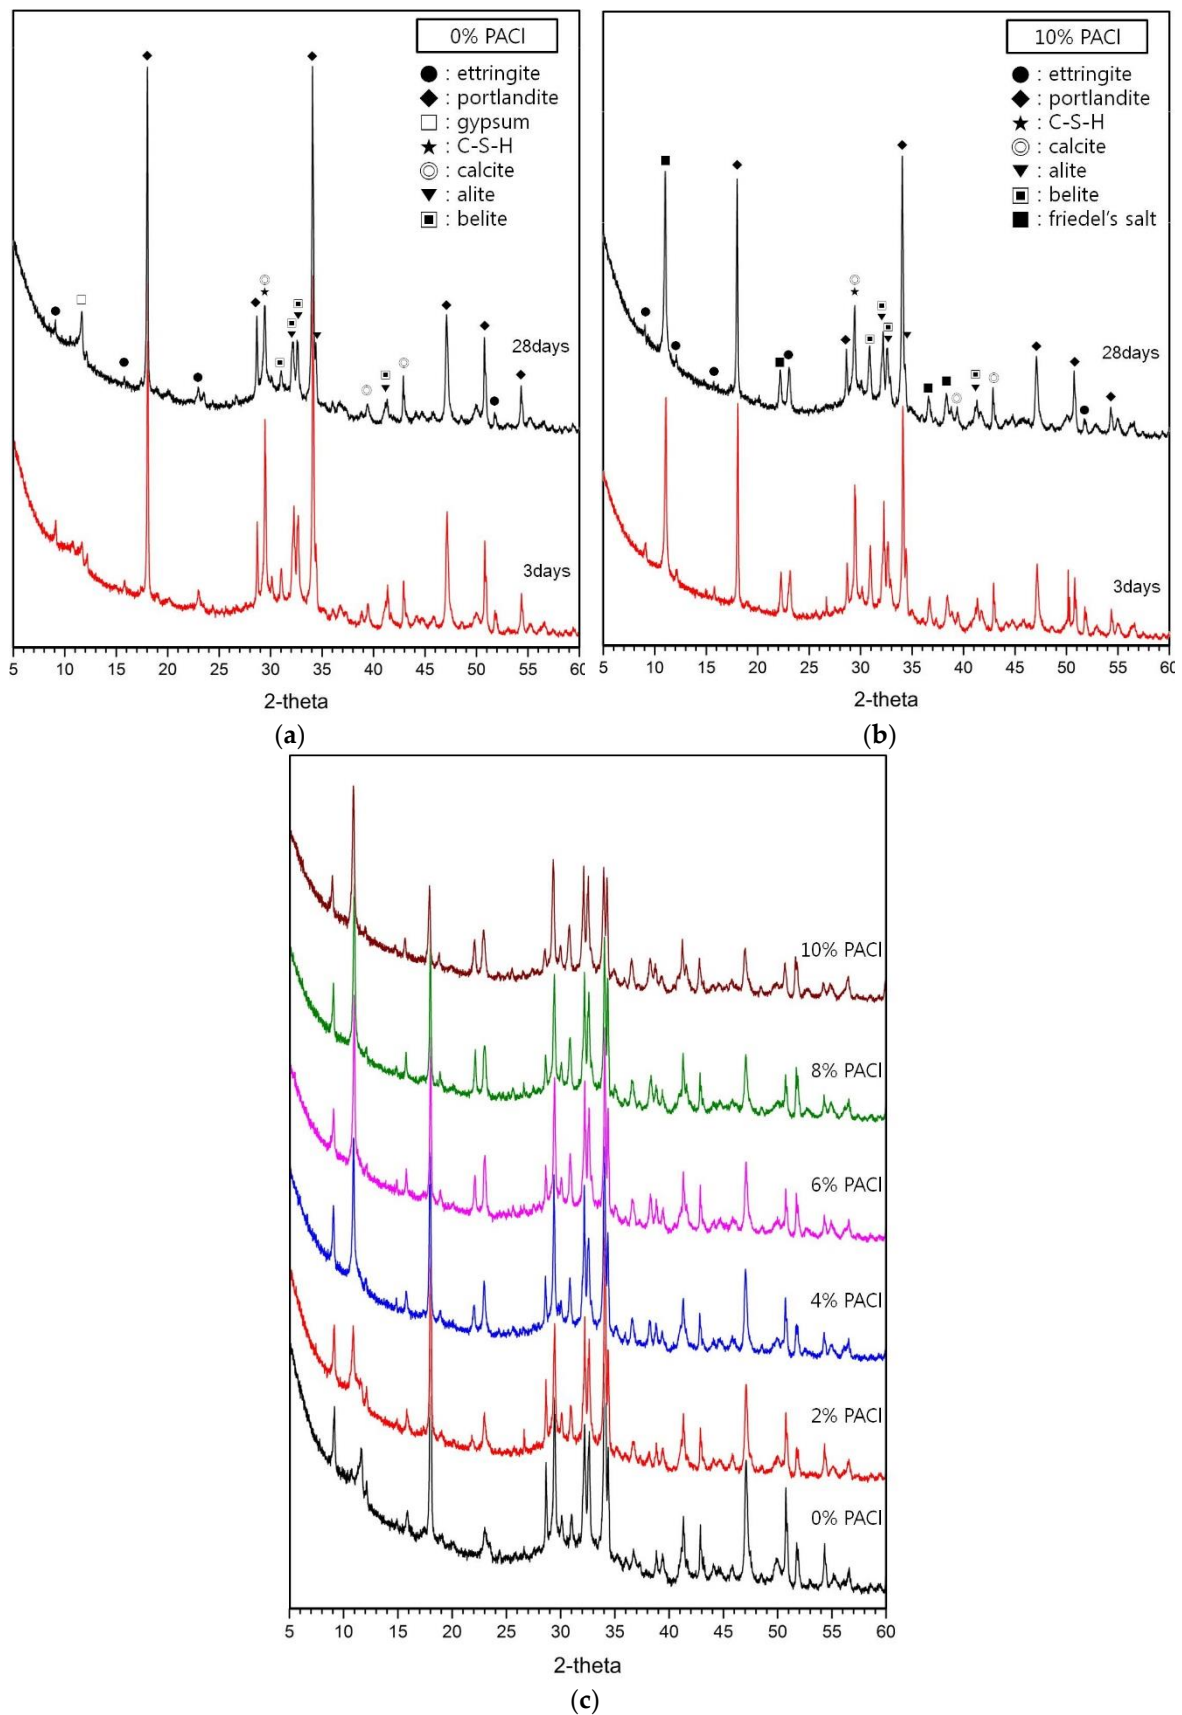 0% PACl
● : ettringite
◆ : portlandite
□ : gypsum
★ : C-S-H
◎ : calcite
▼ : alite
▣ : belite
28days
3days
5 10 15 20 25 30 35 40 45 50 55 60
2-theta
(a)
10% PACl
● : ettringite
◆ : portlandite
★ : C-S-H
◎ : calcite
▼ : alite
▣ : belite
■ : friedel's salt
28days
3days
5 10 15 20 25 30 35 40 45 50 55 60
2-theta
(b)
10% PACl
8% PACl
6% PACl
4% PACl
2% PACl
0% PACl
5 10 15 20 25 30 35 40 45 50 55 60
2-theta
(c)